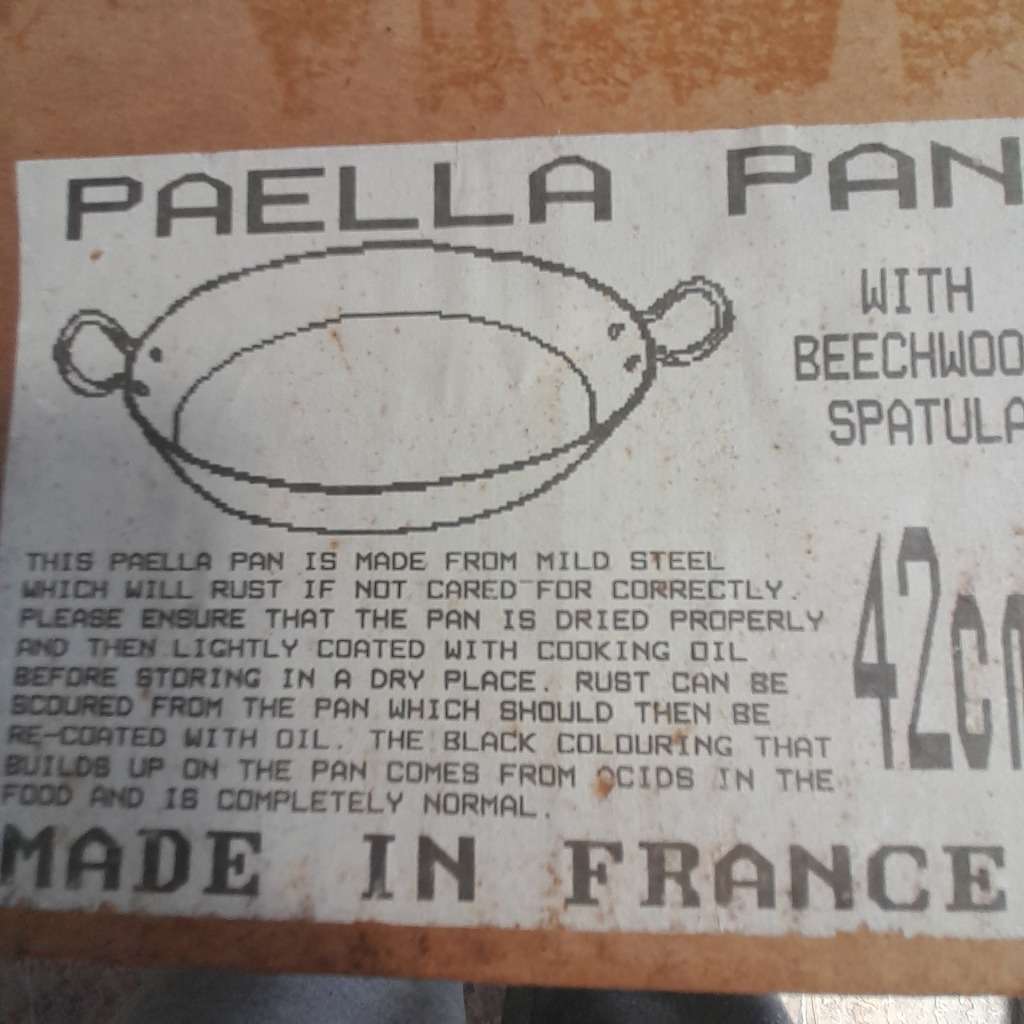 PAELLA PAN
WITH
BEECHWOO
SPATULA
42c
THIS PAELLA PAN IS MADE FROM MILD STEEL
WHICH WILL RUST IF NOT CARED FOR CORRECTLY.
PLEASE ENSURE THAT THE PAN IS DRIED PROPERLY
AND THEN LIGHTLY COATED WITH COOKING OIL
BEFORE STORING IN A DRY PLACE. RUST CAN BE
SCOURED FROM THE PAN WHICH SHOULD THEN BE
RE-COATED WITH OIL. THE BLACK COLOURING THAT
BUILDS UP ON THE PAN COMES FROM ACIDS IN THE
FOOD AND IS COMPLETELY NORMAL.
MADE IN FRANCE